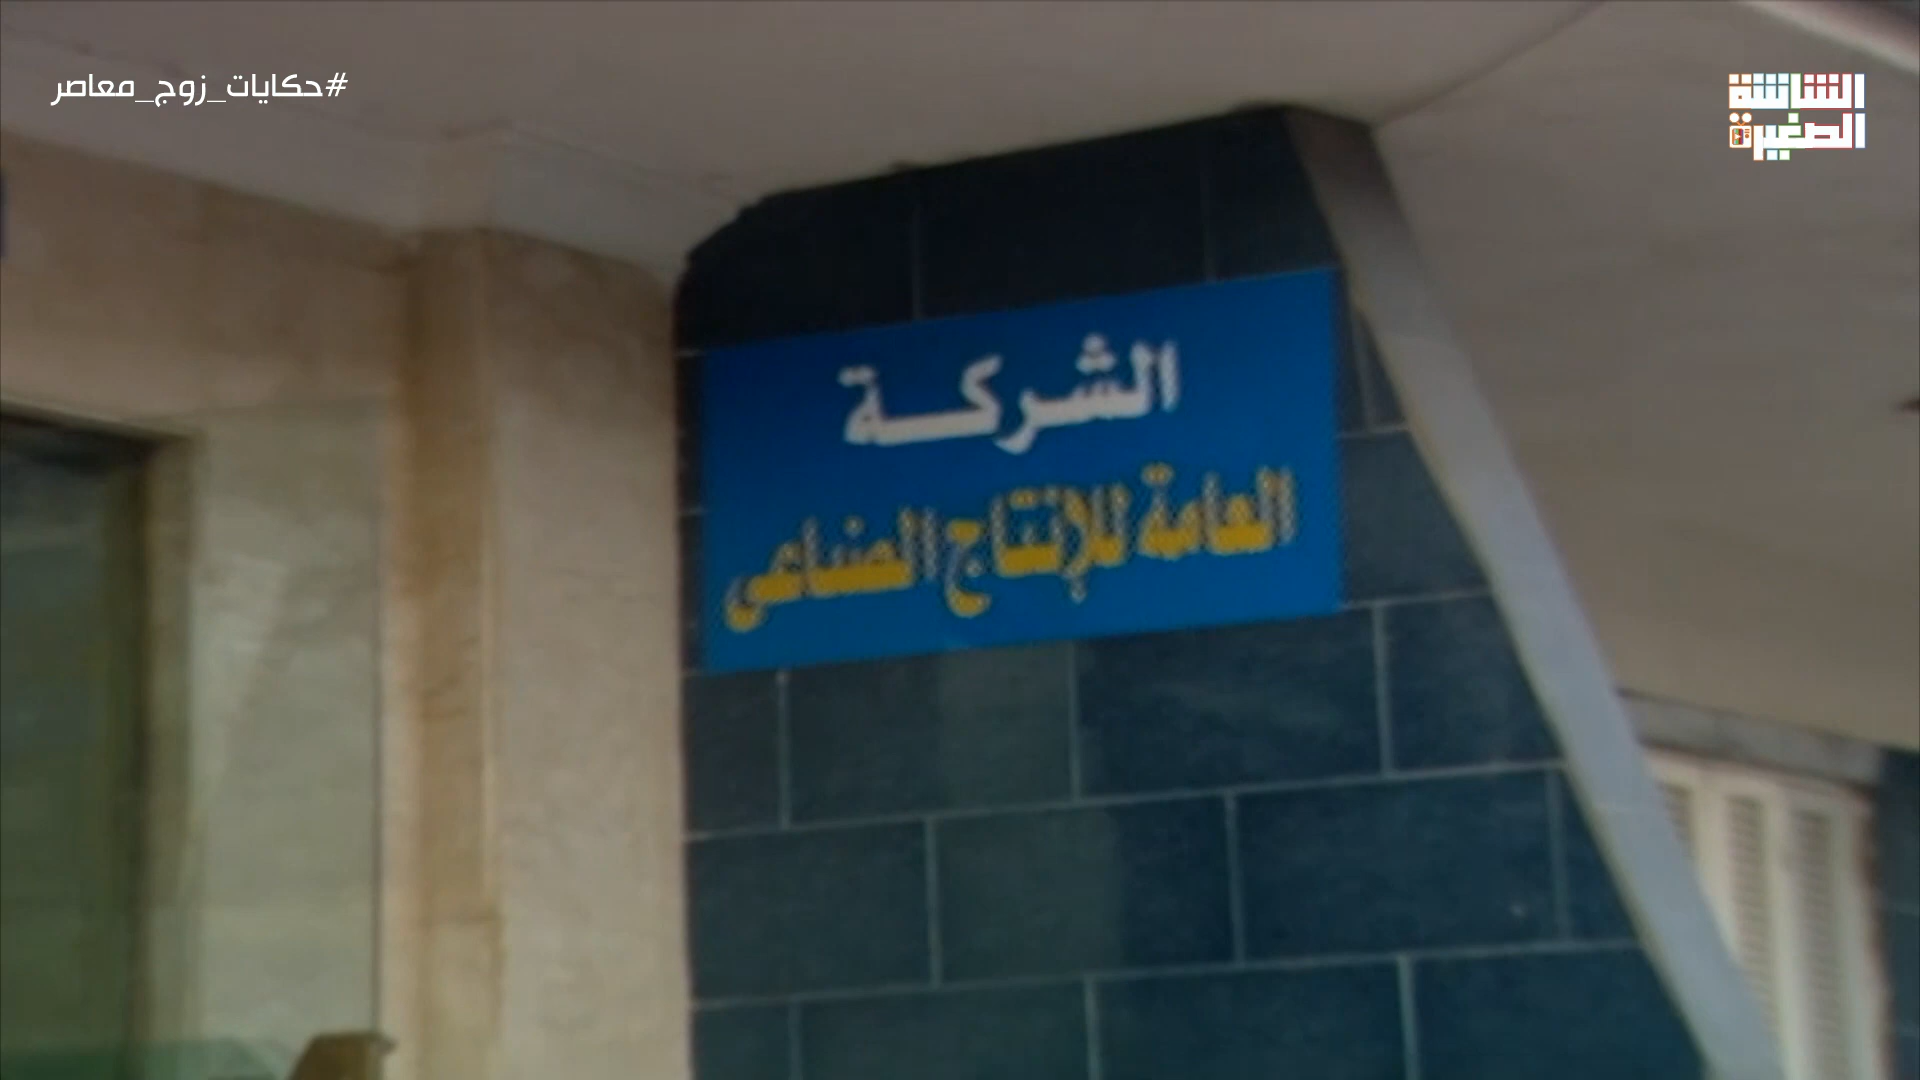 #حكايات_زوج_معاصر
الشاشة
الصغيرة
الشركة
العامة للإنتاج الصناعي